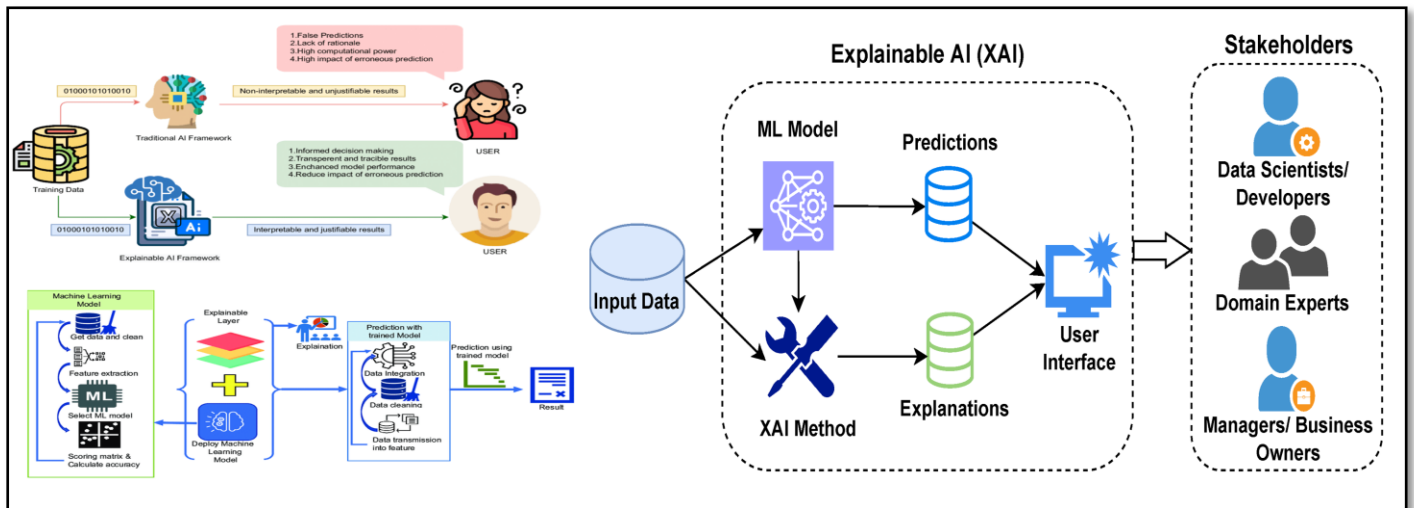 1.False Predictions
2.Lack of rationale
3.High computational power
4.High impact of erroneous prediction
01000101010010
Non-interpretable and unjustifiable results
Traditional AI Framework
USER
Training Data
1.Informed decision making
2.Transperent and tracible results
3.Enchanced model performance
4.Reduce impact of erroneous prediction
X
Ai
01000101010010
Interpretable and justifiable results
USER
Explainable AI Framework
Machine Learning
Model
Get data and clean
Feature extraction
ML
Select ML model
Scoring matrix &
Calculate accuracy
Explainable
Layer
Deploy Machine
Learning Model
Explaination
Prediction with
trained Model
Data Integration
Data cleaning
Data transmission
into feature
Prediction using
trained model
Result
Explainable AI (XAI)
Input Data
ML Model
Predictions
XAI Method
Explanations
User
Interface
Stakeholders
Data Scientists/
Developers
Domain Experts
Managers/ Business
Owners